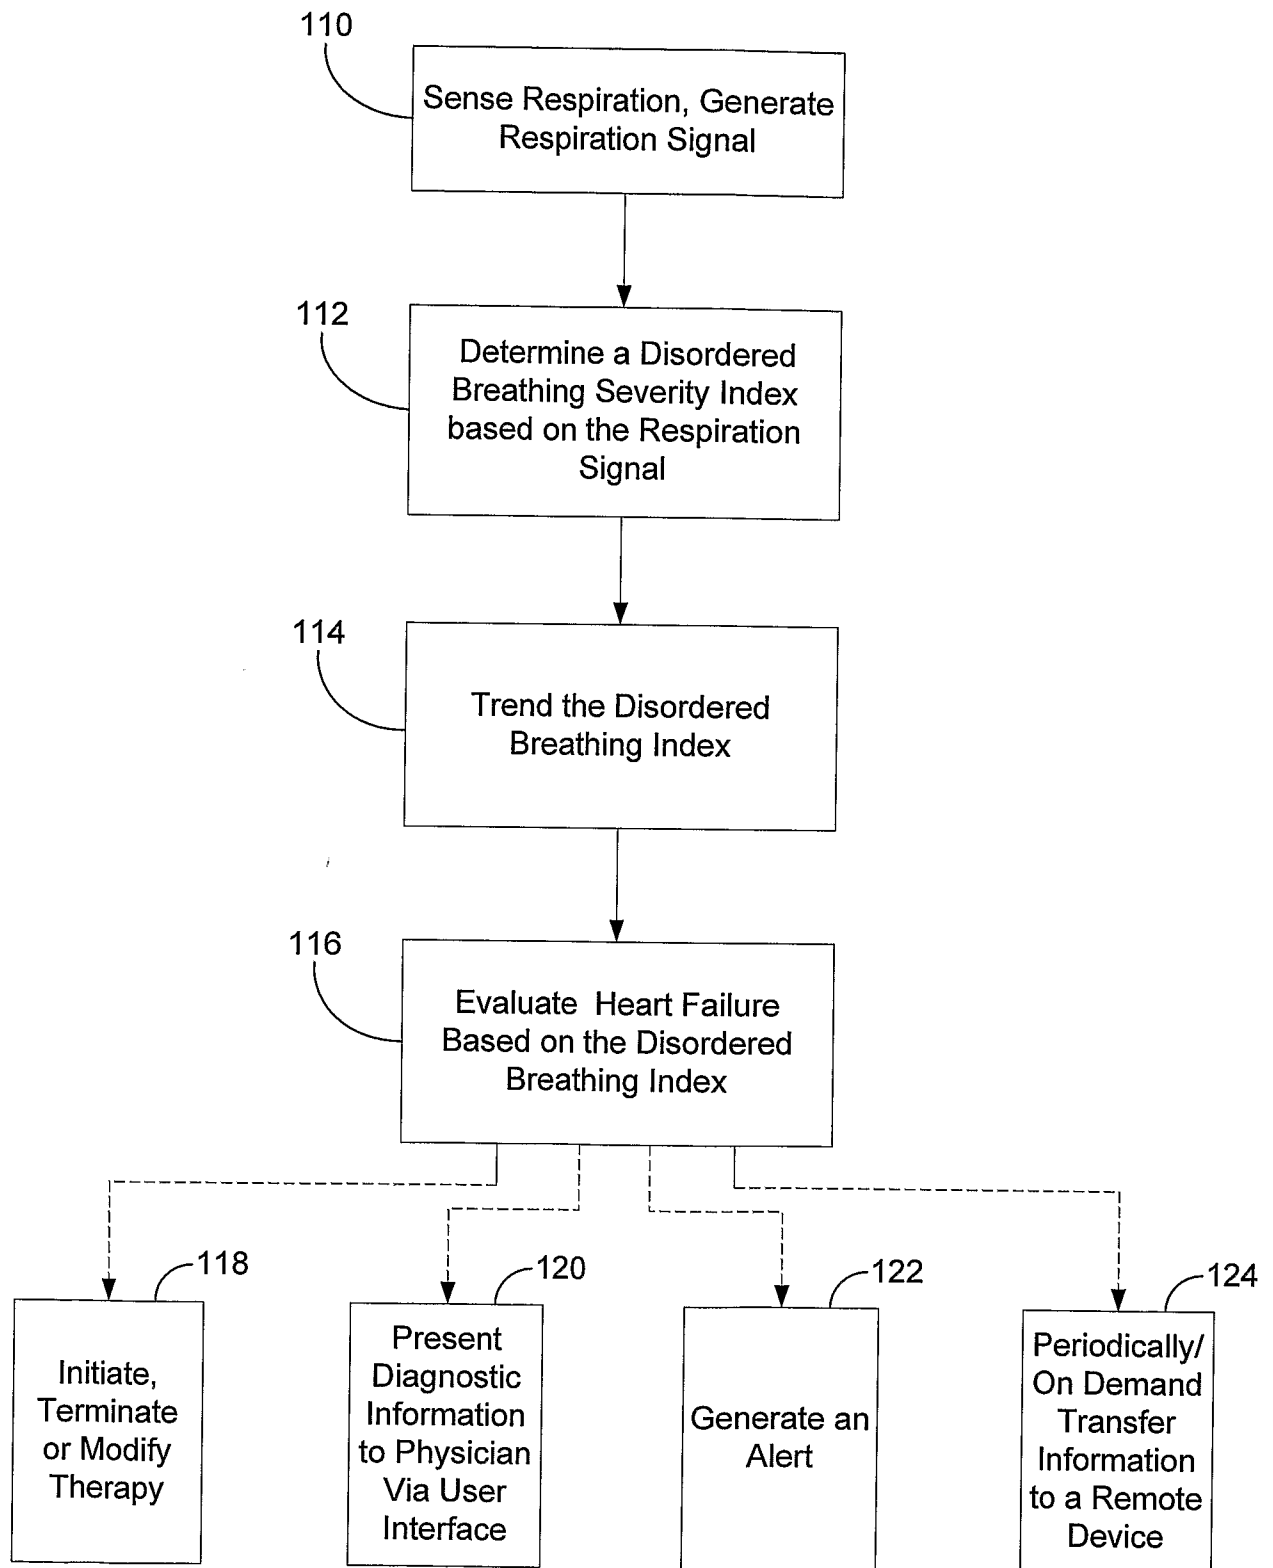 110
Sense Respiration, Generate
Respiration Signal
112
Determine a Disordered
Breathing Severity Index
based on the Respiration
Signal
114
Trend the Disordered
Breathing Index
116
Evaluate Heart Failure
Based on the Disordered
Breathing Index
118
Initiate,
Terminate
or Modify
Therapy
120
Present
Diagnostic
Information
to Physician
Via User
Interface
122
Generate an
Alert
124
Periodically/
On Demand
Transfer
Information
to a Remote
Device